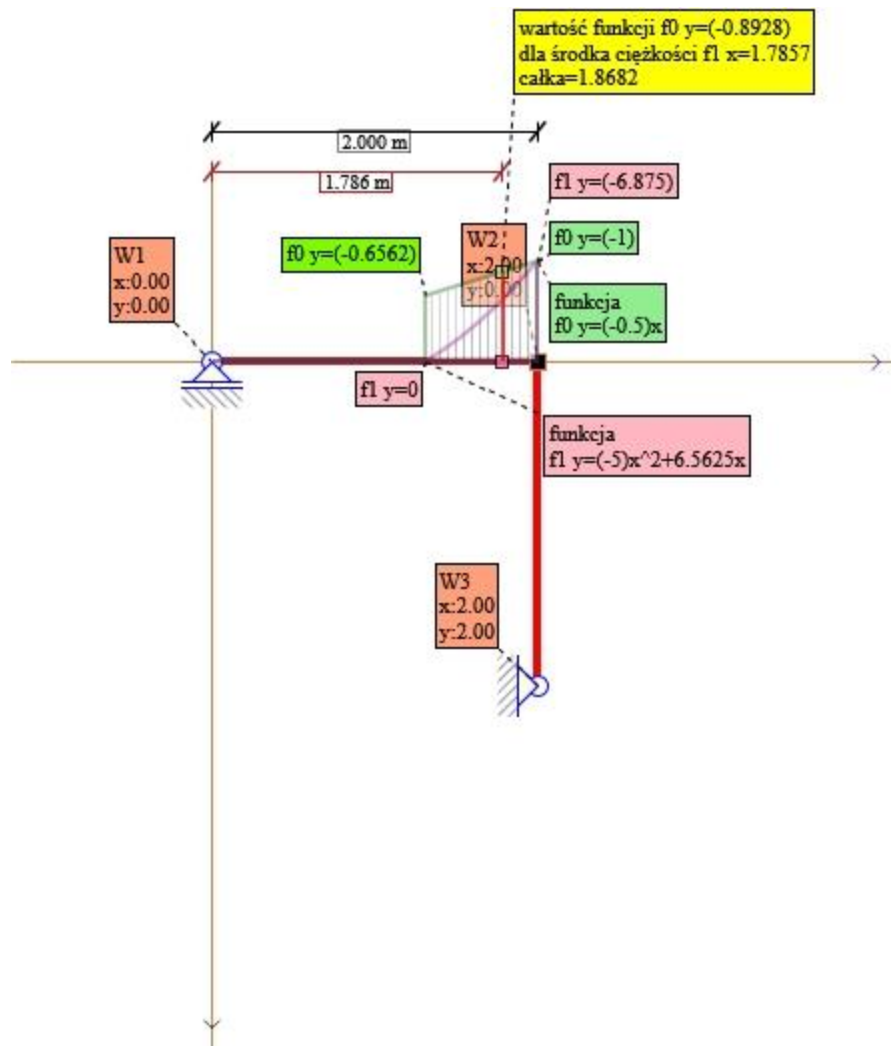 wartość funkcji f0 y=(-0.8928)
dla środka ciężkości f1 x=1.7857
całka=1.8682
2.000 m
1.786 m
f1 y=(-6.875)
W1
x:0.00
y:0.00
f0 y=(-0.6562)
W2
x:2.00
y:0.00
f0 y=(-1)
funkcja
f0 y=(-0.5)x
f1 y=0
funkcja
f1 y=(-5)x^2+6.5625x
W3
x:2.00
y:2.00